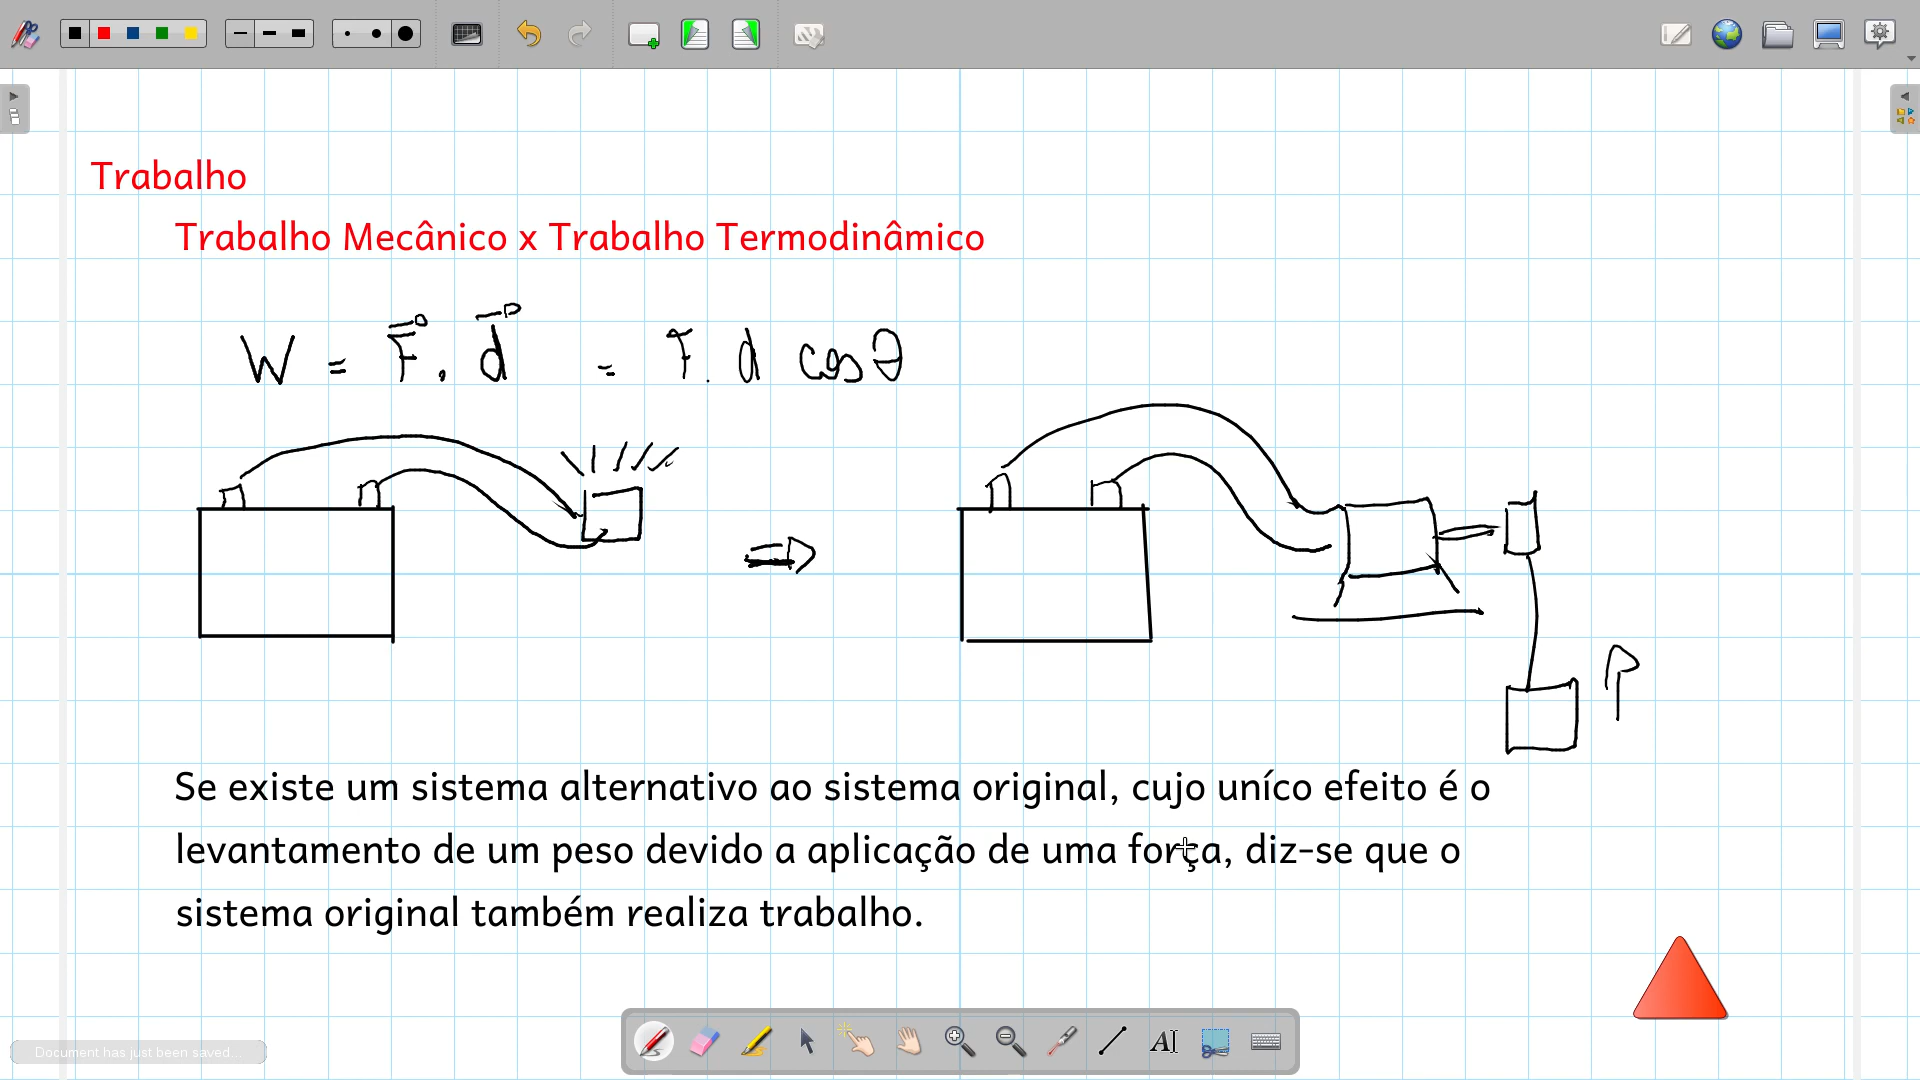 Trabalho
Trabalho Mecânico x Trabalho Termodinâmico
W = F⃗ . d⃗ = F . d cos θ
P
Se existe um sistema alternativo ao sistema original, cujo uníco efeito é o
levantamento de um peso devido a aplicação de uma força, diz-se que o
sistema original também realiza trabalho.
Document has just been saved...